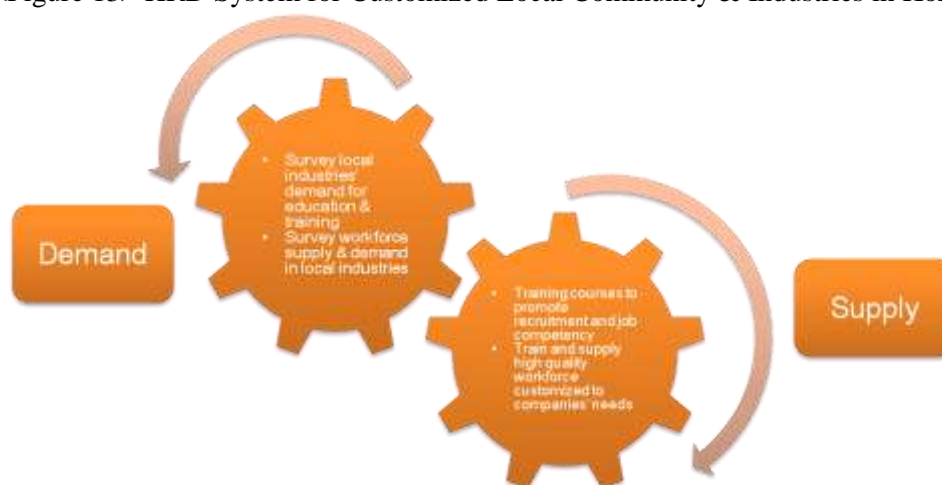 HRD System for Customized Local Community & Industries in
Demand
• Survey local
industries'
demand for
education &
training
• Survey workforce
supply & demand
in local industries
• Training courses to
promote
recruitment and job
competency
• Train and supply
high quality
workforce
customized to
companies' needs
Supply